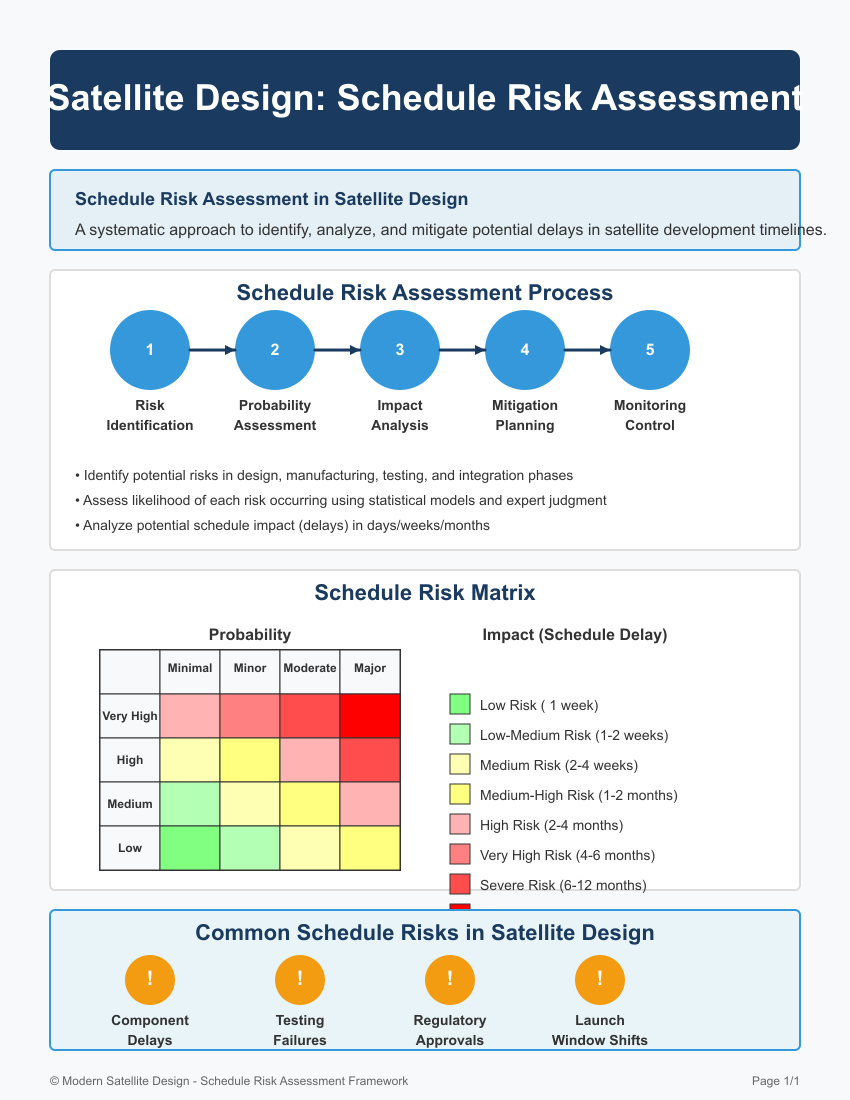 Satellite Design: Schedule Risk Assessment
Schedule Risk Assessment in Satellite Design
A systematic approach to identify, analyze, and mitigate potential delays in satellite development timelines.
Schedule Risk Assessment Process
1 2 3 4 5
Risk Probability Impact Mitigation Monitoring
Identification Assessment Analysis Planning Control
• Identify potential risks in design, manufacturing, testing, and integration phases
• Assess likelihood of each risk occurring using statistical models and expert judgment
• Analyze potential schedule impact (delays) in days/weeks/months
Schedule Risk Matrix
Probability
Minimal Minor Moderate Major
Very High
High
Medium
Low
Impact (Schedule Delay)
Low Risk ( 1 week)
Low-Medium Risk (1-2 weeks)
Medium Risk (2-4 weeks)
Medium-High Risk (1-2 months)
High Risk (2-4 months)
Very High Risk (4-6 months)
Severe Risk (6-12 months)
Common Schedule Risks in Satellite Design
! ! ! !
Component Testing Regulatory Launch
Delays Failures Approvals Window Shifts
© Modern Satellite Design - Schedule Risk Assessment Framework
Page 1/1